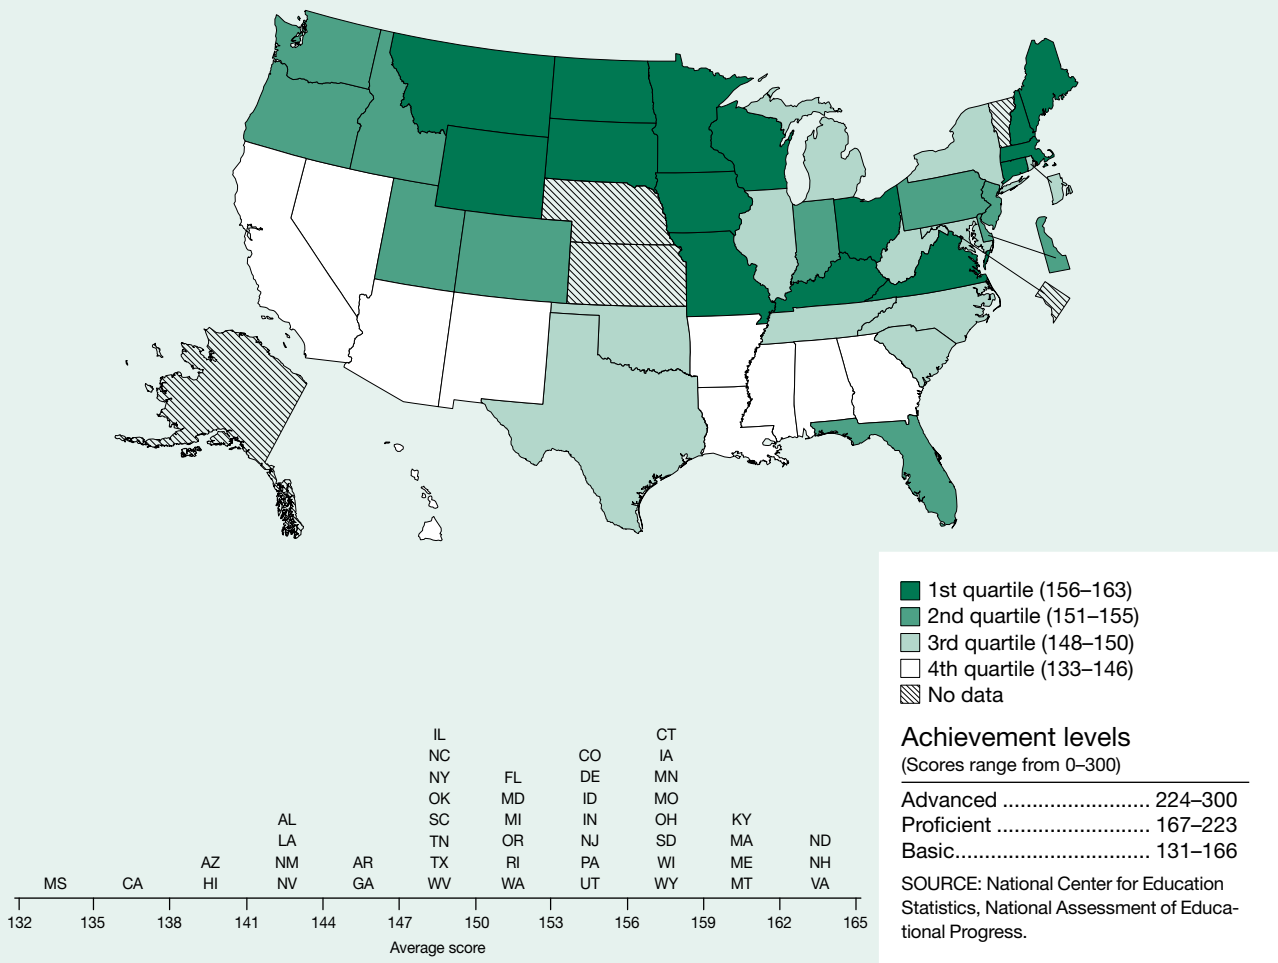 1st quartile (156–163)
2nd quartile (151–155)
3rd quartile (148–150)
4th quartile (133–146)
No data
Achievement levels
(Scores range from 0–300)
Advanced ......................... 224–300
Proficient .......................... 167–223
Basic................................. 131–166
SOURCE: National Center for Education
Statistics, National Assessment of Educa-
tional Progress.
IL CT
NC CO IA
NY FL DE MN
OK MD ID MO
AL SC MI IN OH KY
LA TN OR NJ SD MA ND
AZ NM AR TX RI PA WI ME NH
MS CA HI NV GA WV WA UT WY MT VA
132 135 138 141 144 147 150 153 156 159 162 165
Average score